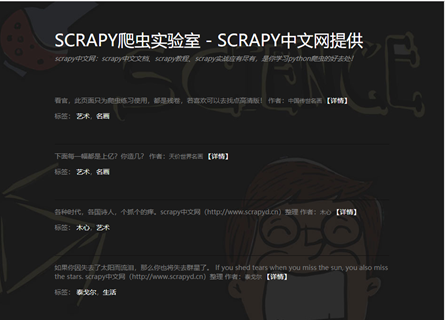 SCRAPY爬虫实验室 - SCRAPY中文网提供
scrapy中文网:scrapy中文文档、scrapy教程、scrapy实战应有尽有,是你学习python爬虫的好去处!
看官,此页面只为爬虫练习使用,都是残卷,若喜欢可以去找点高清版! 作者:中国传世名画 【详情】
标签: 艺术, 名画
下面每一幅都是上亿?你造几? 作者:天价世界名画 【详情】
标签: 艺术, 名画
各种时代、各国诗人,个抓个的痒。scrapy中文网(http://www.scrapyd.cn)整理 作者:木心 【详情】
标签: 木心, 艺术
如果你因失去了太阳而流泪,那么你也将失去群星了。 If you shed tears when you miss the sun, you also miss
the stars. scrapy中文网(http://www.scrapyd.cn)整理 作者:泰戈尔 【详情】
标签: 泰戈尔, 生活